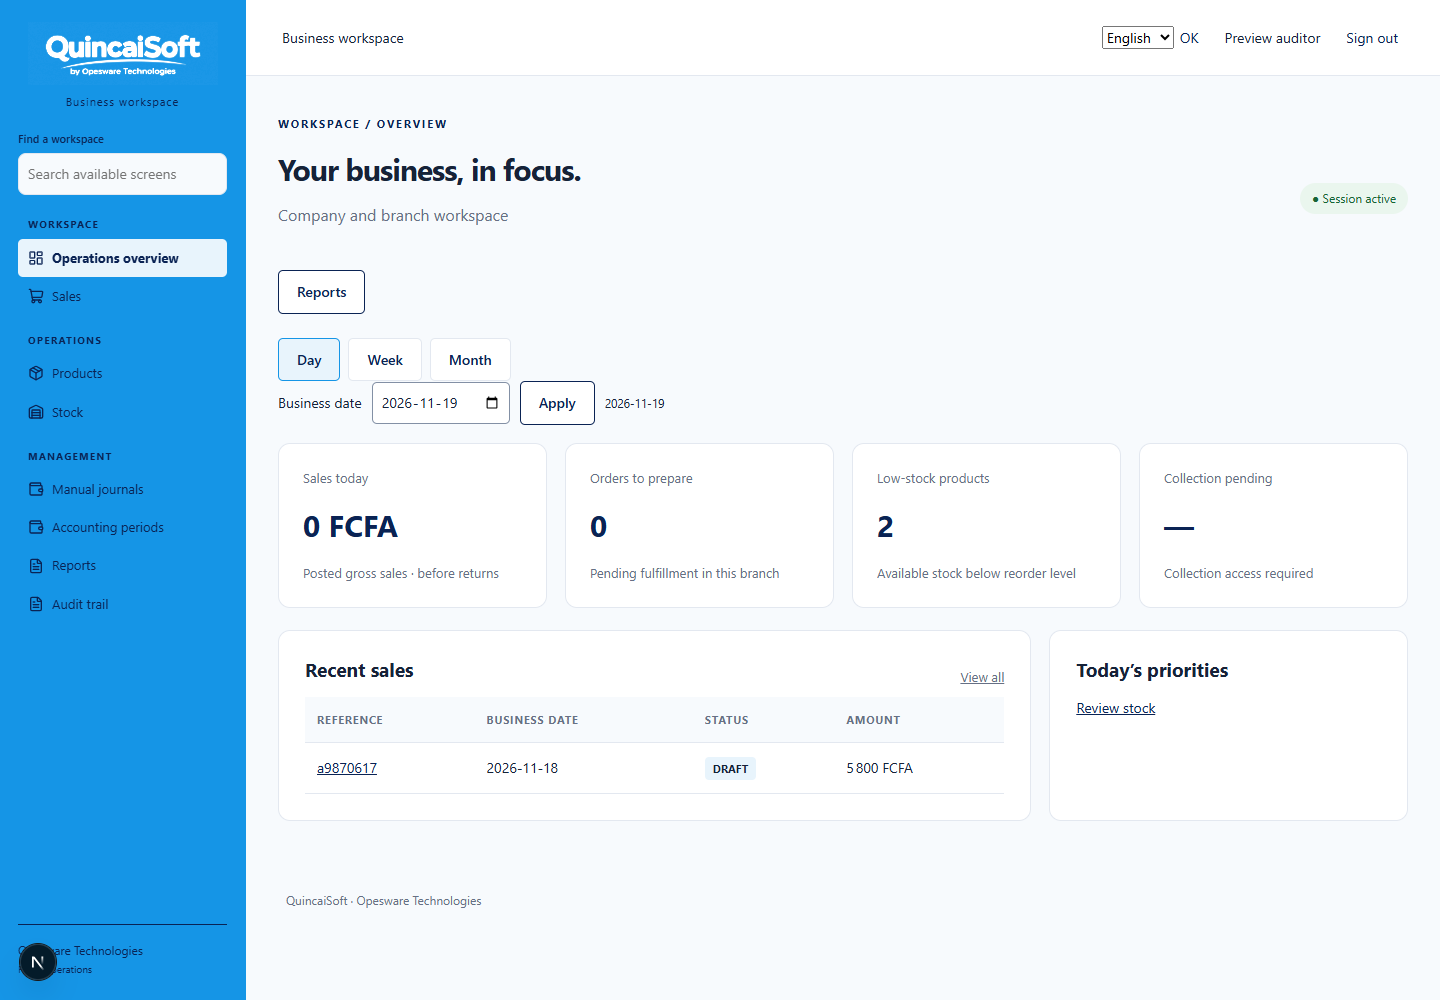 QuincaiSoft
by Opesware Technologies
Business workspace
Find a workspace
Search available screens
WORKSPACE
Operations overview
Sales
OPERATIONS
Products
Stock
MANAGEMENT
Manual journals
Accounting periods
Reports
Audit trail
Technologies
N
Business workspace
English OK Preview auditor Sign out
WORKSPACE / OVERVIEW
Your business, in focus.
Company and branch workspace
● Session active
Reports
Day Week Month
Business date 2026-11-19 Apply 2026-11-19
Sales today
0 FCFA
Posted gross sales · before returns
Orders to prepare
0
Pending fulfillment in this branch
Low-stock products
2
Available stock below reorder level
Collection pending
—
Collection access required
Recent sales View all
REFERENCE BUSINESS DATE STATUS AMOUNT
a9870617 2026-11-18 DRAFT 5 800 FCFA
Today's priorities
Review stock
QuincaiSoft · Opesware Technologies